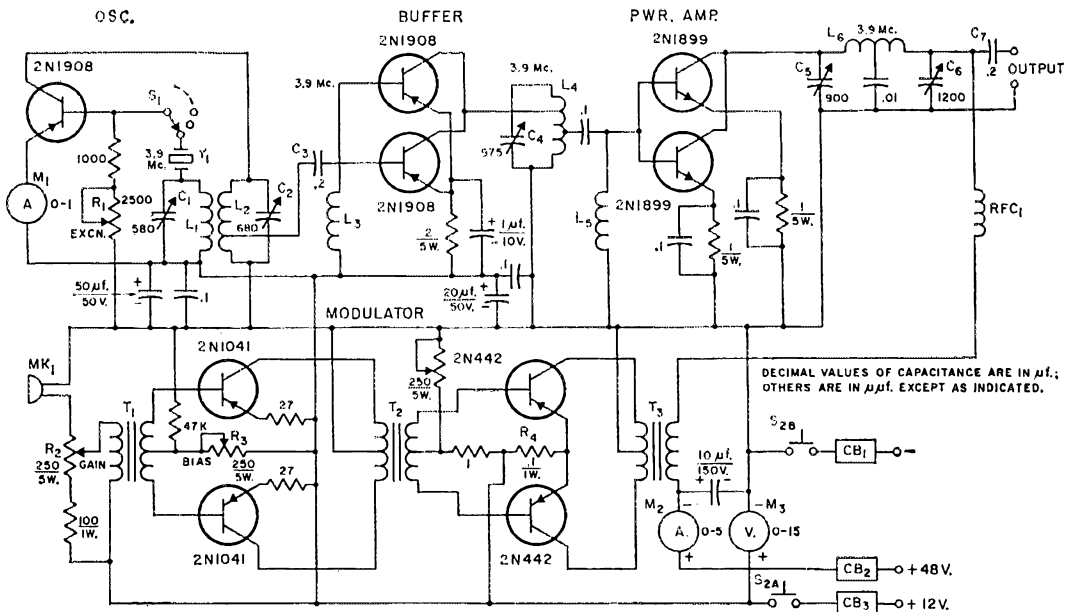 OSC.
BUFFER
PWR. AMP.
2N1908
S1
1000
3.9 Mc.
Y1
M1
A
0-1
R1
2500
EXCN.
C1
580
L1
L2
C2
680
50 µf.
50 V.
.1
2N1908
3.9 Mc.
C3
.2
2N1908
L3
2
5W.
1 µf.
10V.
.1
20 µf.
50V.
3.9 Mc.
L4
C4
975
.1
L5
2N1899
2N1899
.1
1
5W.
.1
1
5W.
L6
3.9 Mc.
C5
900
.01
C6
1200
C7
.2
OUTPUT
RFC1
MODULATOR
MK1
R2
250
5W.
GAIN
100
1W.
T1
2N1041
47K
R3
BIAS
250
5W.
27
27
2N1041
T2
250
5W.
2N442
1
R4
.1
1W.
2N442
T3
DECIMAL VALUES OF CAPACITANCE ARE IN µf.;
OTHERS ARE IN µµf. EXCEPT AS INDICATED.
S2B
CB1
-
10 µf.
150V.
+
-
M2
A.
0-5
M3
V.
0-15
-
-
+
+
CB2
+48V.
S2A
CB3
+12V.